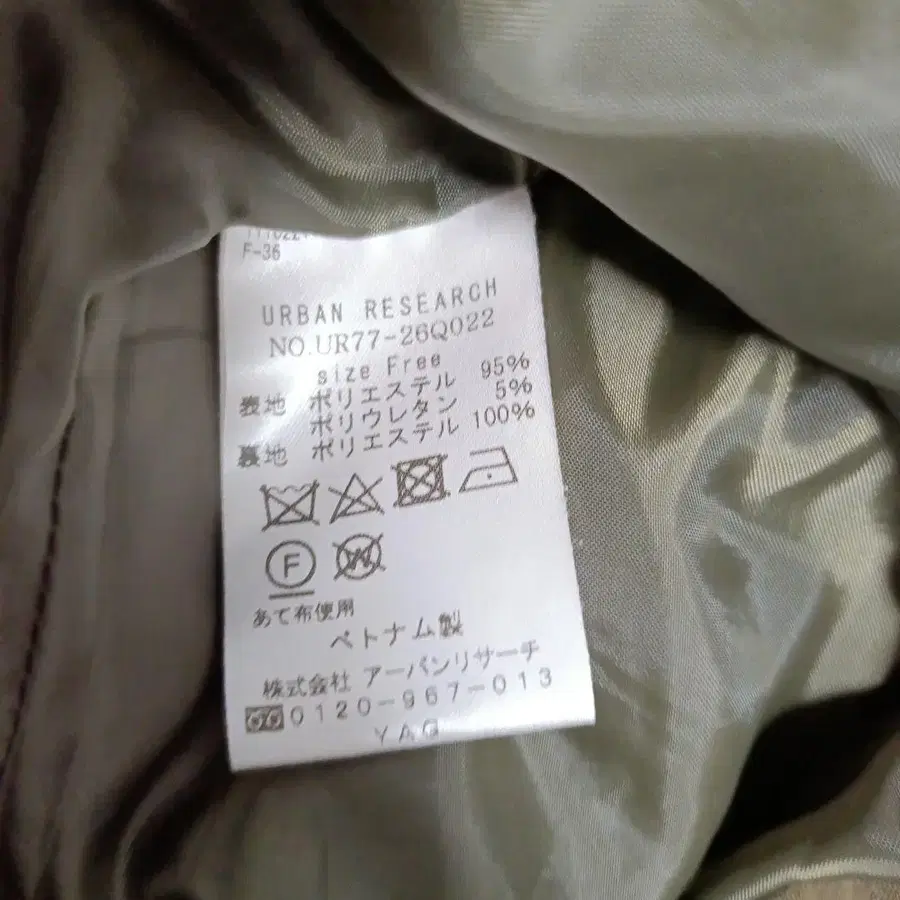 F-36
URBAN RESEARCH
NO.UR77-26Q022
size Free
表地 ポリエステル 95%
ポリウレタン 5%
裏地 ポリエステル 100%
F
W
あて布使用
ベトナム製
株式会社 アーバンリサーチ
0120-967-013
YAG